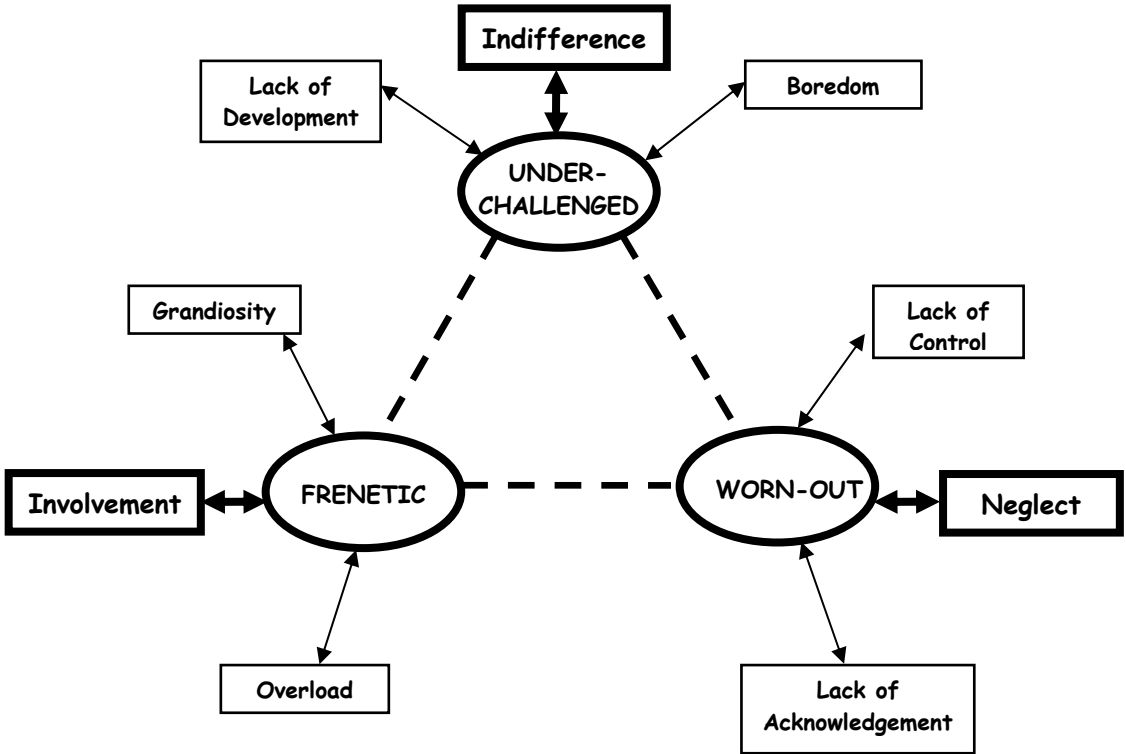 Indifference
Lack of
Development
Boredom
UNDER-
CHALLENGED
Grandiosity
Lack of
Control
Involvement
FRENETIC
WORN-OUT
Neglect
Overload
Lack of
Acknowledgement